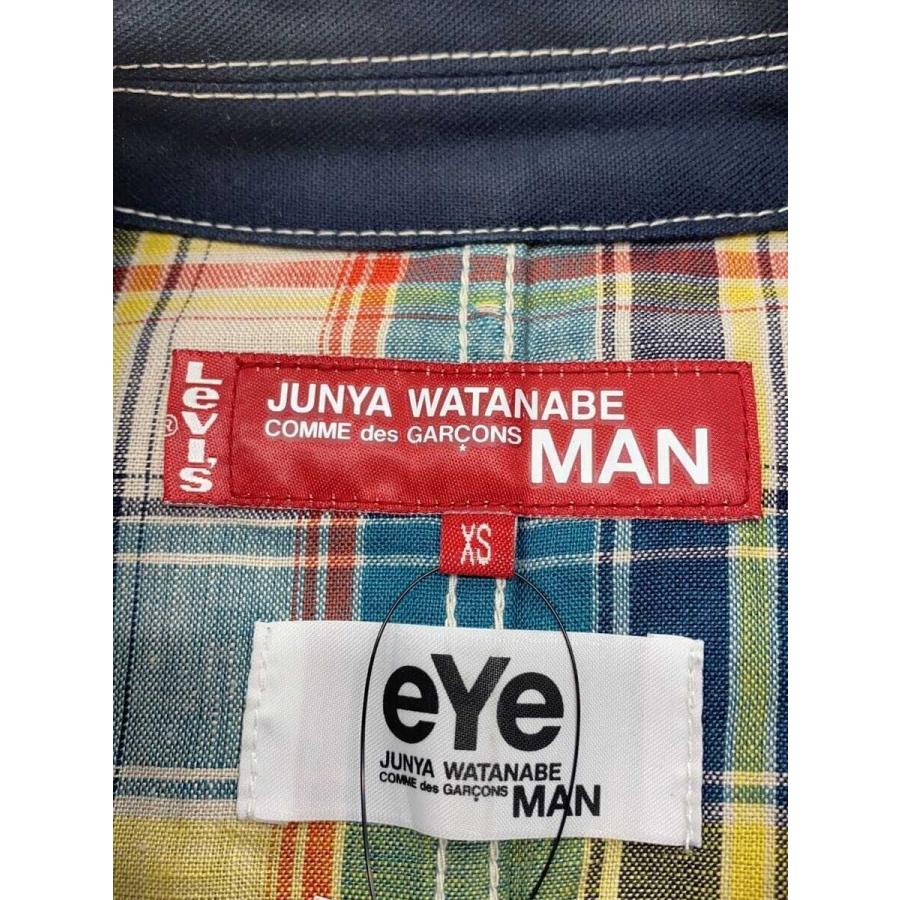 LeVI'S
®
JUNYA WATANABE
COMME des GARÇONS
MAN
XS
eYe
JUNYA WATANABE
COMME des GARÇONS
MAN